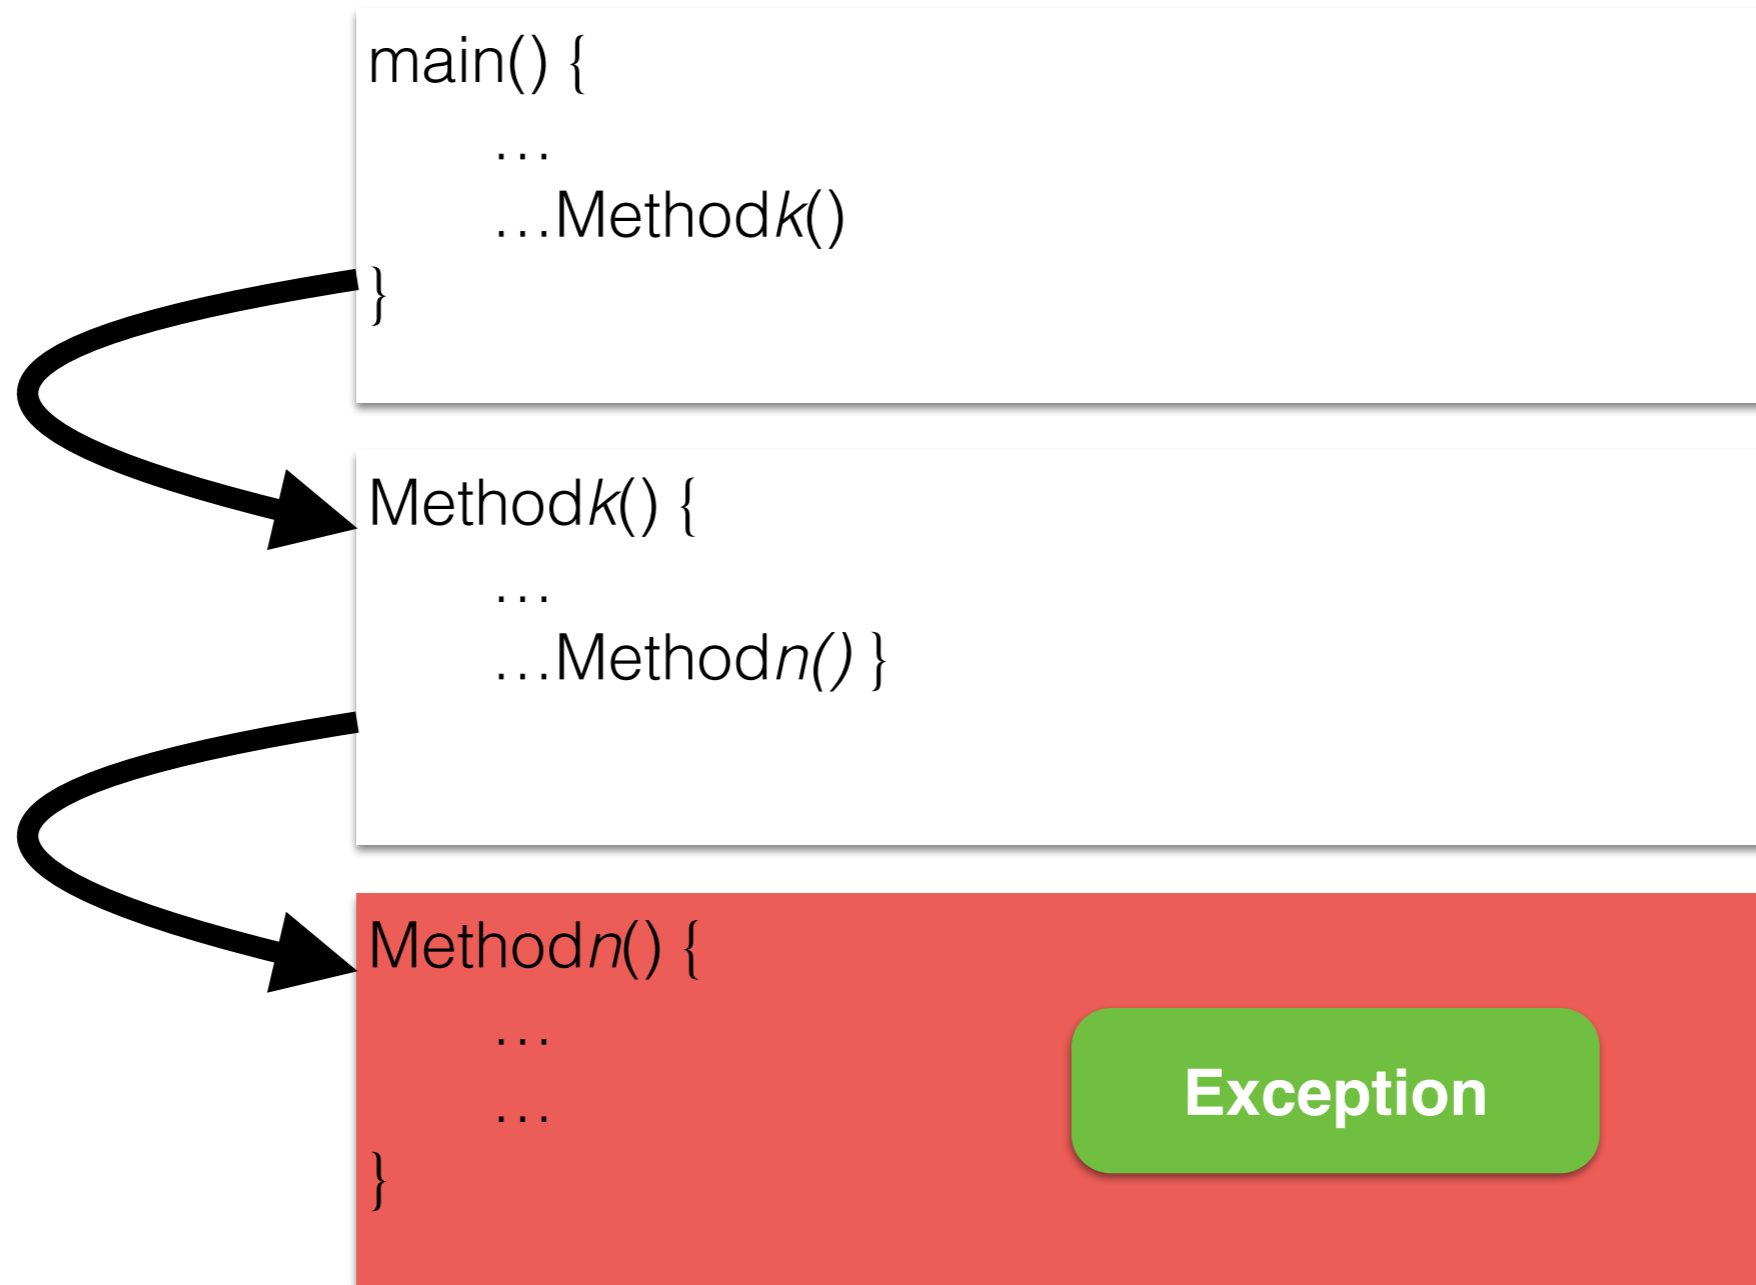 main() {
…
…Methodk()
}
Methodk() {
…
…Methodn() }
Methodn() {
…
…
}
Exception